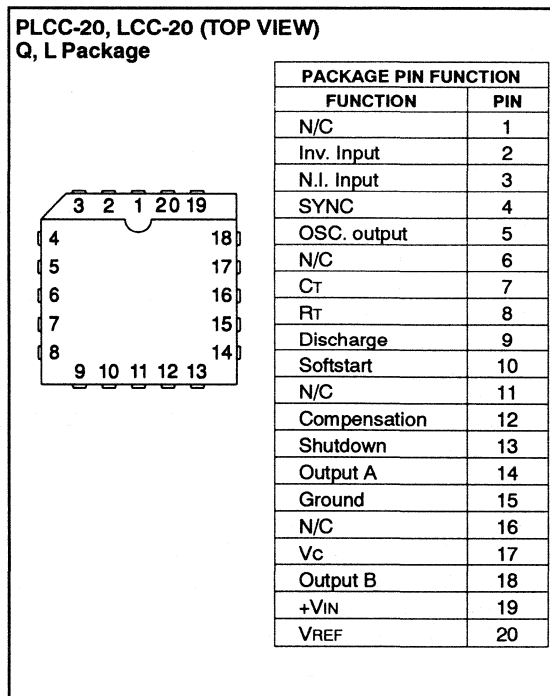 PLCC-20, LCC-20 (TOP VIEW)
Q, L Package
3 2 1 20 19
4 18
5 17
6 16
7 15
8 14
9 10 11 12 13
PACKAGE PIN FUNCTION
FUNCTION PIN
N/C 1
Inv. Input 2
N.I. Input 3
SYNC 4
OSC. output 5
N/C 6
CT 7
RT 8
Discharge 9
Softstart 10
N/C 11
Compensation 12
Shutdown 13
Output A 14
Ground 15
N/C 16
VC 17
Output B 18
+VIN 19
VREF 20